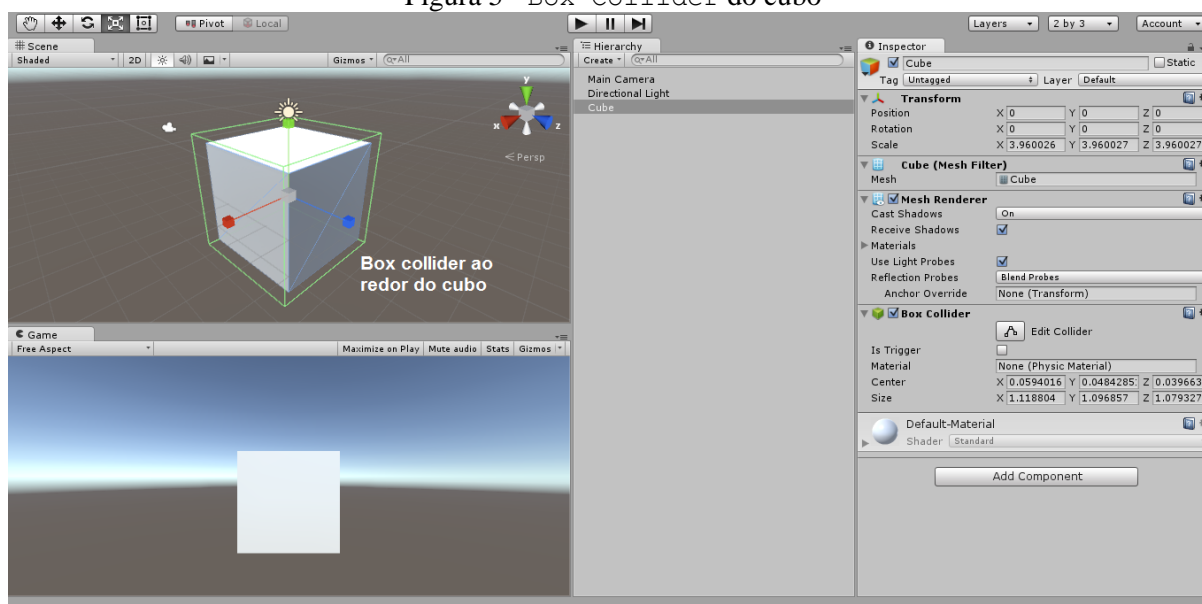 Figura 5 - Box Collider do cubo
Pivot Local
Layers 2 by 3 Account
Scene
Shaded 2D Gizmos All
y
x z
Persp
Box collider ao
redor do cubo
Game
Free Aspect Maximize on Play Mute audio Stats Gizmos
Hierarchy
Create All
Main Camera
Directional Light
Cube
Inspector
Cube Static
Tag Untagged Layer Default
Transform
Position X 0 Y 0 Z 0
Rotation X 0 Y 0 Z 0
Scale X 3.960026 Y 3.960027 Z 3.960027
Cube (Mesh Filter)
Mesh Cube
Mesh Renderer
Cast Shadows On
Receive Shadows
Materials
Use Light Probes
Reflection Probes Blend Probes
Anchor Override None (Transform)
Box Collider
Edit Collider
Is Trigger
Material None (Physic Material)
Center X 0.0594016 Y 0.0484285 Z 0.039663
Size X 1.118804 Y 1.096857 Z 1.079327
Default-Material
Shader Standard
Add Component